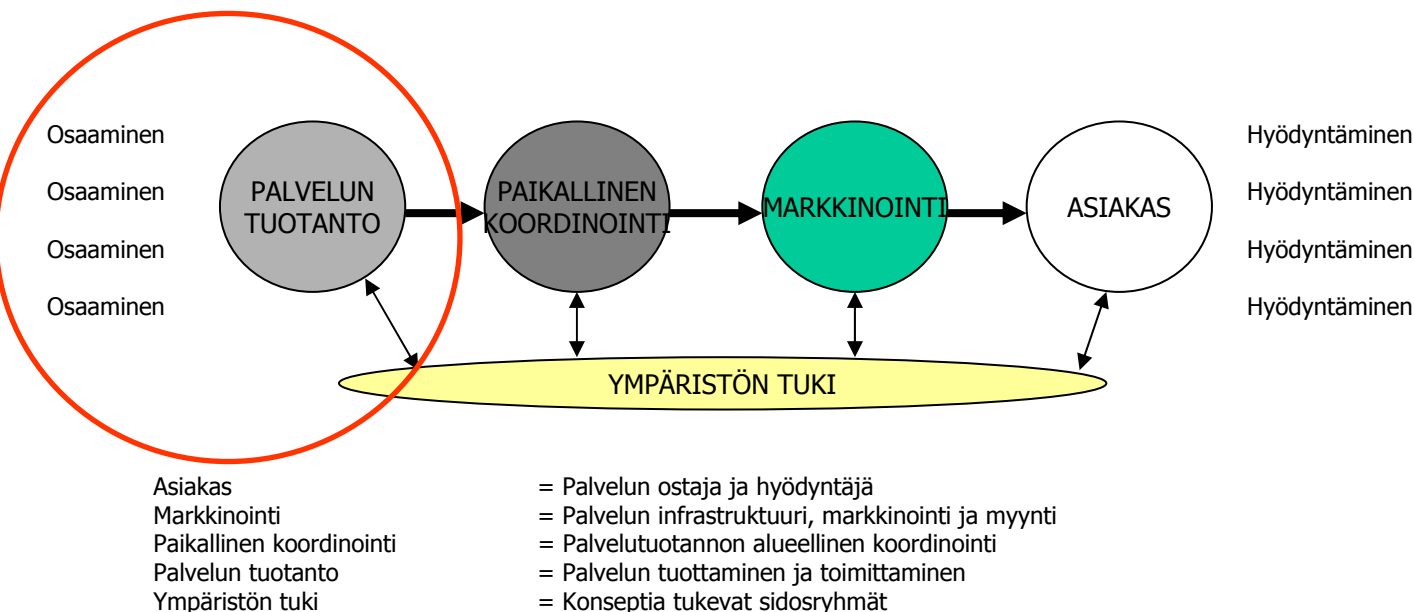 Osaaminen
Osaaminen
Osaaminen
Osaaminen
PALVELUN
TUOTANTO
PAIKALLINEN
KOORDINOINTI
MARKKINOINTI
ASIAKAS
Hyödyntäminen
Hyödyntäminen
Hyödyntäminen
Hyödyntäminen
YMPÄRISTÖN TUKI
Asiakas = Palvelun ostaja ja hyödyntäjä
Markkinointi = Palvelun infrastruktuuri, markkinointi ja myynti
Paikallinen koordinointi = Palvelutuotannon alueellinen koordinointi
Palvelun tuotanto = Palvelun tuottaminen ja toimittaminen
Ympäristön tuki = Konseptia tukevat sidosryhmät